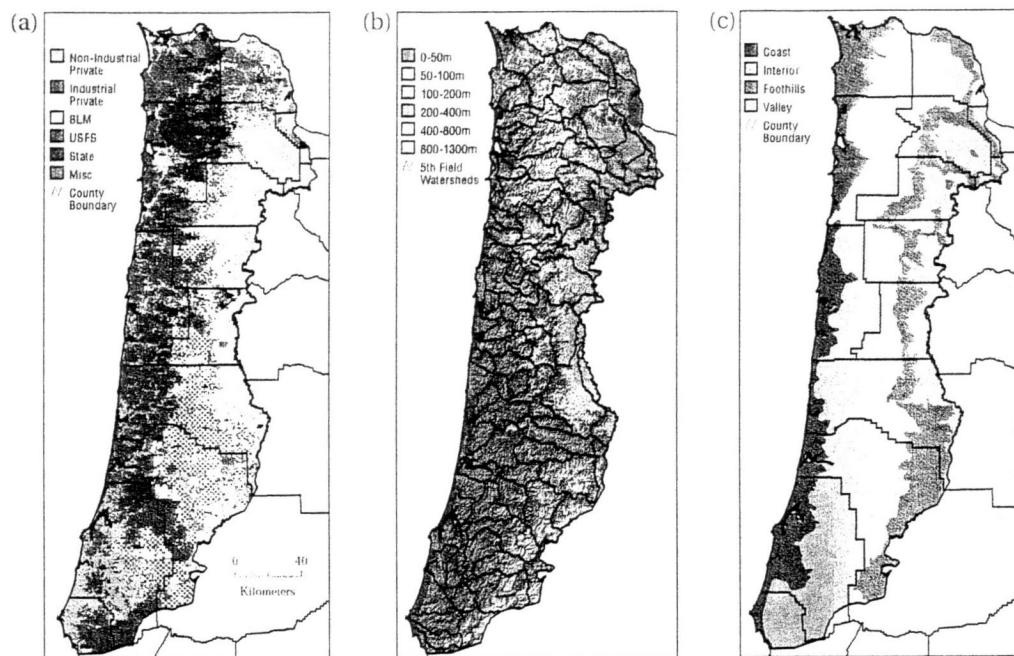 (a)
Non-Industrial
Private
Industrial
Private
BLM
USFS
State
Misc
County
Boundary
0 40
Kilometers
(b)
0-50m
50-100m
100-200m
200-400m
400-800m
800-1300m
5th Field
Watersheds
(c)
Coast
Interior
Foothills
Valley
County
Boundary